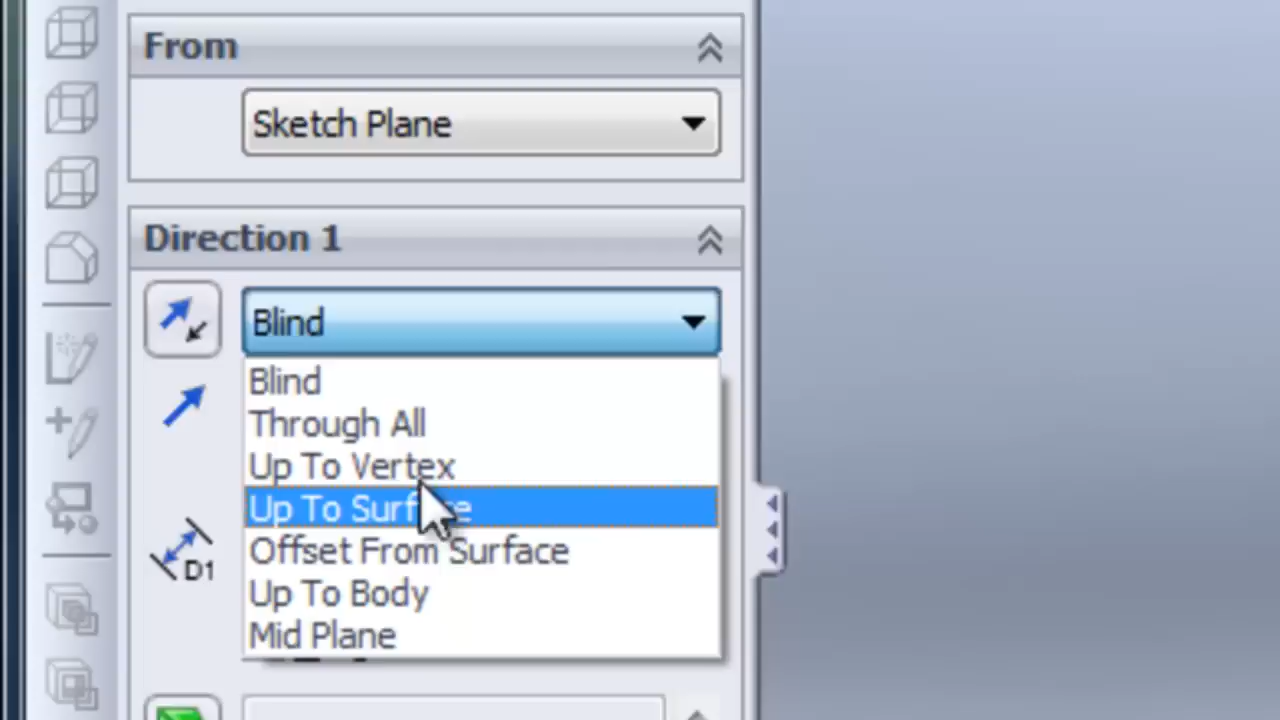 From
Sketch Plane
Direction 1
Blind
Blind
Through All
Up To Vertex
Up To Surface
Offset From Surface
Up To Body
Mid Plane
D1